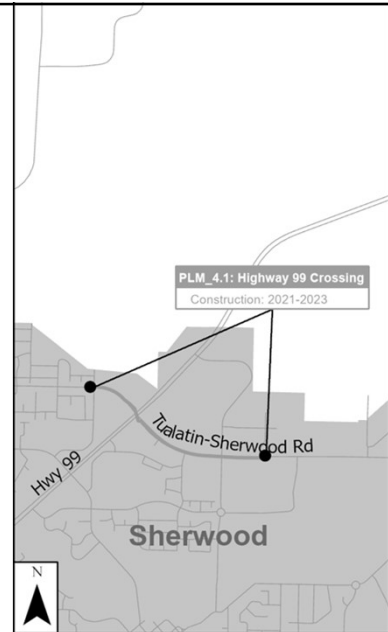 PLM_4.1: Highway 99 Crossing
Construction: 2021-2023
Tualatin-Sherwood Rd
Hwy 99
Sherwood
N